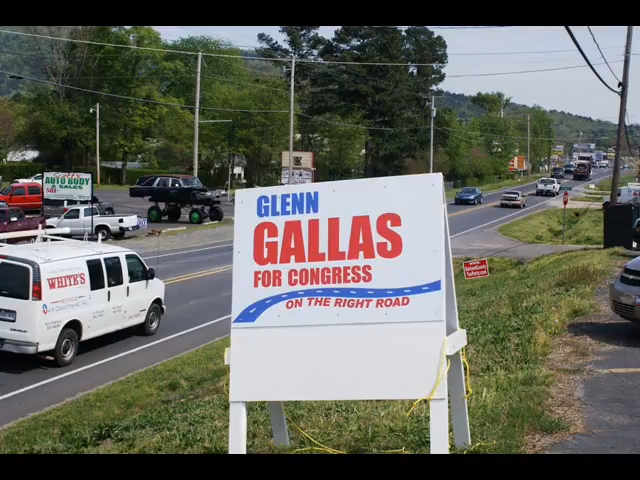 GLENN
GALLAS
FOR CONGRESS
ON THE RIGHT ROAD
AUTO BODY
& SALES
WHITE'S